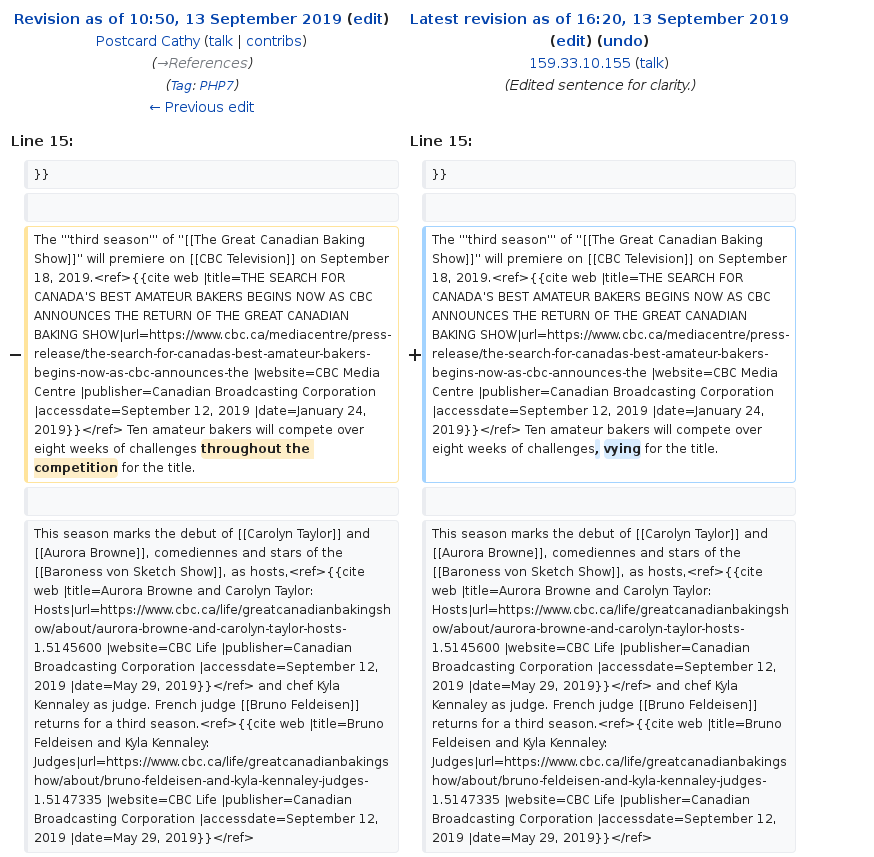 Revision as of 10:50, 13 September 2019 (edit)
Postcard Cathy (talk | contribs)
(→References)
(Tag: PHP7)
← Previous edit
Latest revision as of 16:20, 13 September 2019
(edit) (undo)
159.33.10.155 (talk)
(Edited sentence for clarity.)
Line 15:
}}
− The '''third season''' of ''[[The Great Canadian Baking
Show]]'' will premiere on [[CBC Television]] on September
18, 2019.<ref>{{cite web |title=THE SEARCH FOR
CANADA'S BEST AMATEUR BAKERS BEGINS NOW AS CBC
ANNOUNCES THE RETURN OF THE GREAT CANADIAN
BAKING SHOW|url=https://www.cbc.ca/mediacentre/press-
release/the-search-for-canadas-best-amateur-bakers-
begins-now-as-cbc-announces-the |website=CBC Media
Centre |publisher=Canadian Broadcasting Corporation
|accessdate=September 12, 2019 |date=January 24,
2019}}</ref> Ten amateur bakers will compete over
eight weeks of challenges throughout the
competition for the title.
This season marks the debut of [[Carolyn Taylor]] and
[[Aurora Browne]], comediennes and stars of the
[[Baroness von Sketch Show]], as hosts,<ref>{{cite
web |title=Aurora Browne and Carolyn Taylor:
Hosts|url=https://www.cbc.ca/life/greatcanadianbakingsh
ow/about/aurora-browne-and-carolyn-taylor-hosts-
1.5145600 |website=CBC Life |publisher=Canadian
Broadcasting Corporation |accessdate=September 12,
2019 |date=May 29, 2019}}</ref> and chef Kyla
Kennaley as judge. French judge [[Bruno Feldeisen]]
returns for a third season.<ref>{{cite web |title=Bruno
Feldeisen and Kyla Kennaley:
Judges|url=https://www.cbc.ca/life/greatcanadianbakings
how/about/bruno-feldeisen-and-kyla-kennaley-judges-
1.5147335 |website=CBC Life |publisher=Canadian
Broadcasting Corporation |accessdate=September 12,
2019 |date=May 29, 2019}}</ref>
Line 15:
}}
+ The '''third season''' of ''[[The Great Canadian Baking
Show]]'' will premiere on [[CBC Television]] on September
18, 2019.<ref>{{cite web |title=THE SEARCH FOR
CANADA'S BEST AMATEUR BAKERS BEGINS NOW AS CBC
ANNOUNCES THE RETURN OF THE GREAT CANADIAN
BAKING SHOW|url=https://www.cbc.ca/mediacentre/press-
release/the-search-for-canadas-best-amateur-bakers-
begins-now-as-cbc-announces-the |website=CBC Media
Centre |publisher=Canadian Broadcasting Corporation
|accessdate=September 12, 2019 |date=January 24,
2019}}</ref> Ten amateur bakers will compete over
eight weeks of challenges, vying for the title.
This season marks the debut of [[Carolyn Taylor]] and
[[Aurora Browne]], comediennes and stars of the
[[Baroness von Sketch Show]], as hosts,<ref>{{cite
web |title=Aurora Browne and Carolyn Taylor:
Hosts|url=https://www.cbc.ca/life/greatcanadianbakingsh
ow/about/aurora-browne-and-carolyn-taylor-hosts-
1.5145600 |website=CBC Life |publisher=Canadian
Broadcasting Corporation |accessdate=September 12,
2019 |date=May 29, 2019}}</ref> and chef Kyla
Kennaley as judge. French judge [[Bruno Feldeisen]]
returns for a third season.<ref>{{cite web |title=Bruno
Feldeisen and Kyla Kennaley:
Judges|url=https://www.cbc.ca/life/greatcanadianbakings
how/about/bruno-feldeisen-and-kyla-kennaley-judges-
1.5147335 |website=CBC Life |publisher=Canadian
Broadcasting Corporation |accessdate=September 12,
2019 |date=May 29, 2019}}</ref>